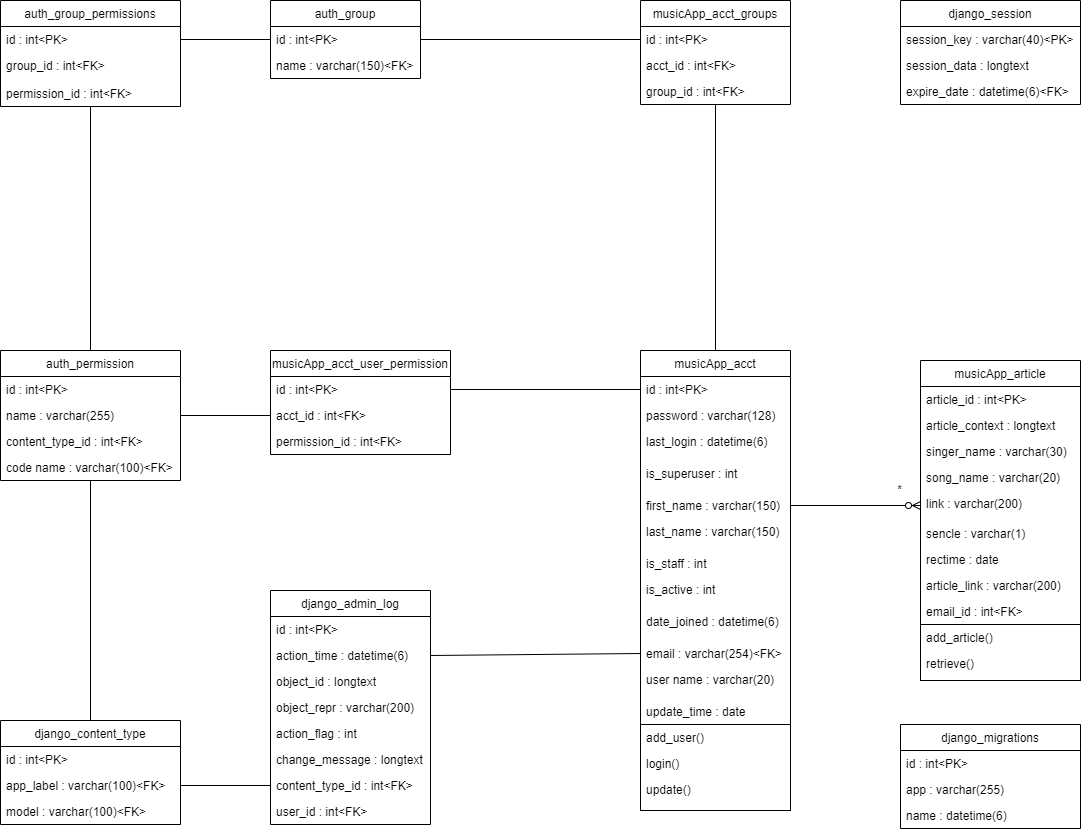 auth_group_permissions
id : int<PK>
group_id : int<FK>
permission_id : int<FK>
auth_group
id : int<PK>
name : varchar(150)<FK>
musicApp_acct_groups
id : int<PK>
acct_id : int<FK>
group_id : int<FK>
django_session
session_key : varchar(40)<PK>
session_data : longtext
expire_date : datetime(6)<FK>
auth_permission
id : int<PK>
name : varchar(255)
content_type_id : int<FK>
code name : varchar(100)<FK>
musicApp_acct_user_permission
id : int<PK>
acct_id : int<FK>
permission_id : int<FK>
musicApp_acct
id : int<PK>
password : varchar(128)
last_login : datetime(6)
is_superuser : int
first_name : varchar(150)
last_name : varchar(150)
is_staff : int
is_active : int
date_joined : datetime(6)
email : varchar(254)<FK>
user name : varchar(20)
update_time : date
add_user()
login()
update()
*
musicApp_article
article_id : int<PK>
article_context : longtext
singer_name : varchar(30)
song_name : varchar(20)
link : varchar(200)
sencle : varchar(1)
rectime : date
article_link : varchar(200)
email_id : int<FK>
add_article()
retrieve()
django_admin_log
id : int<PK>
action_time : datetime(6)
object_id : longtext
object_repr : varchar(200)
action_flag : int
change_message : longtext
content_type_id : int<FK>
user_id : int<FK>
django_content_type
id : int<PK>
app_label : varchar(100)<FK>
model : varchar(100)<FK>
django_migrations
id : int<PK>
app : varchar(255)
name : datetime(6)